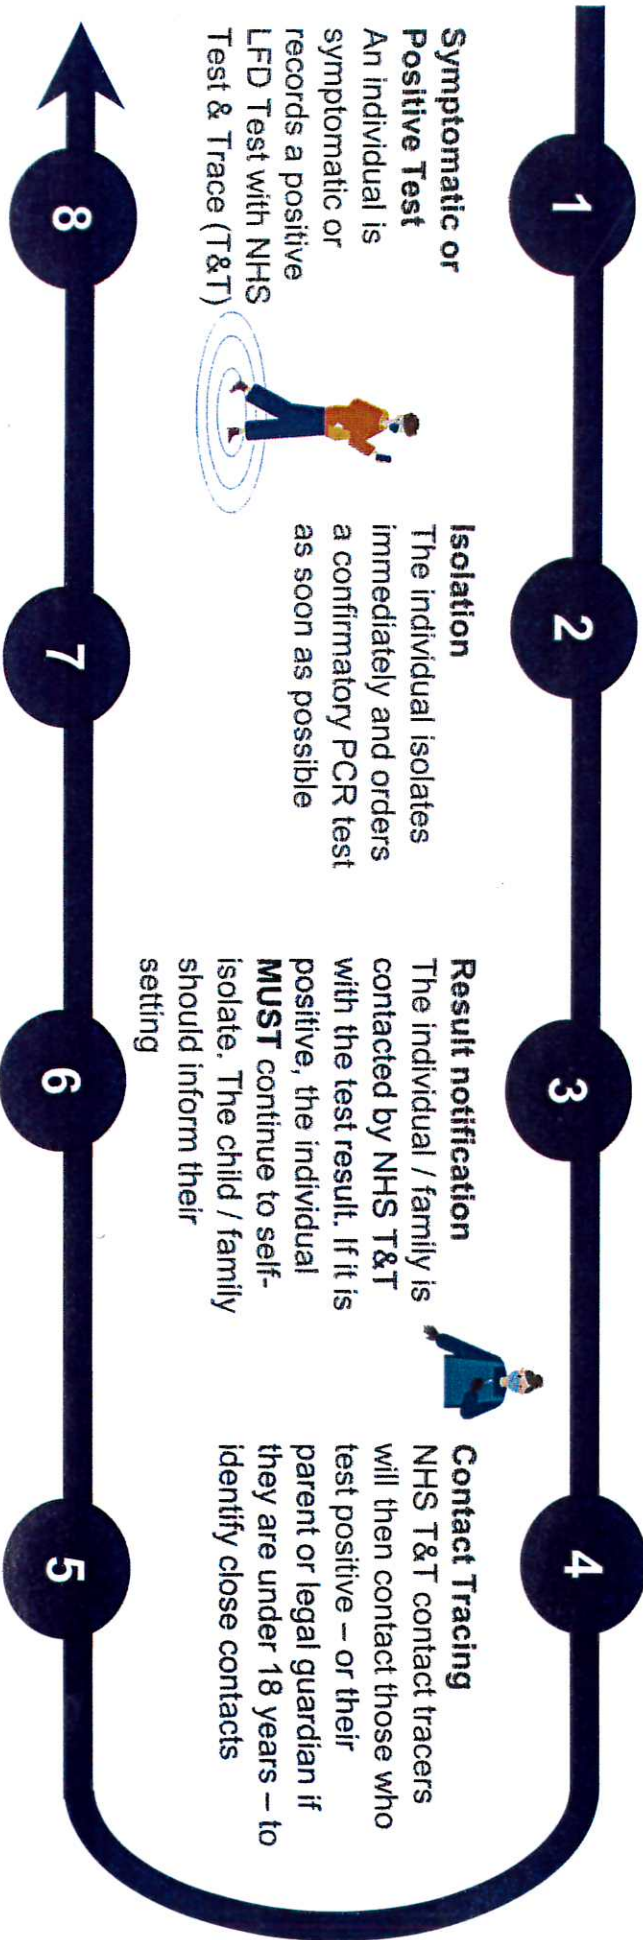 1
Symptomatic or
Positive Test
An individual is
symptomatic or
records a positive
LFD Test with NHS
Test & Trace (T&T)
2
Isolation
The individual isolates
immediately and orders
a confirmatory PCR test
as soon as possible
3
Result notification
The individual / family is
contacted by NHS T&T
with the test result. If it is
positive, the individual
MUST continue to self-
isolate. The child / family
should inform their
setting
4
Contact Tracing
NHS T&T contact tracers
will then contact those who
test positive – or their
parent or legal guardian if
they are under 18 years – to
identify close contacts
5
6
7
8